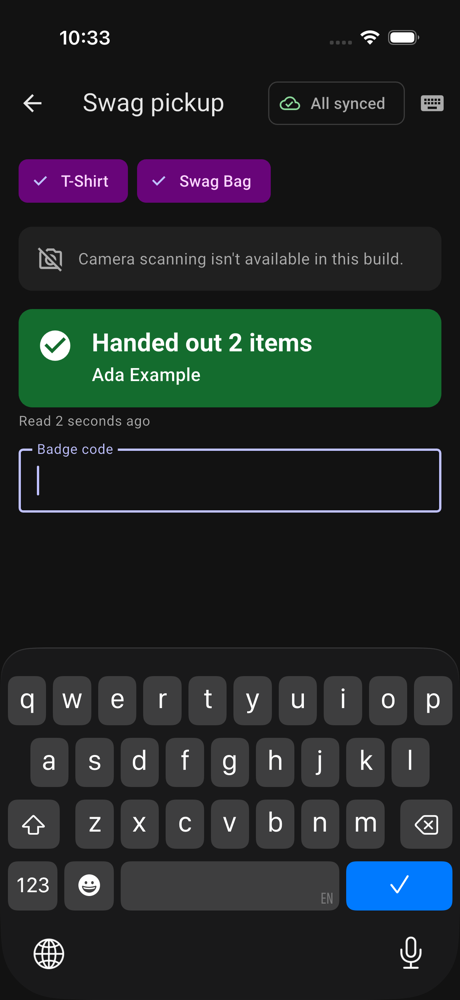 10:33
Swag pickup
All synced
T-Shirt
Swag Bag
Camera scanning isn't available in this build.
Handed out 2 items
Ada Example
Read 2 seconds ago
Badge code
q w e r t y u i o p
a s d f g h j k l
z x c v b n m
123
EN